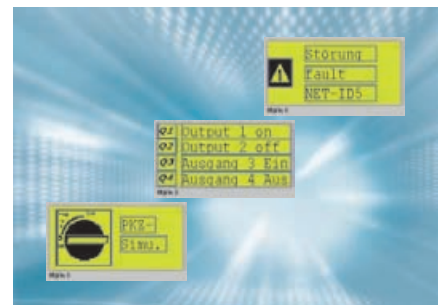 Störung
fault
NET-ID5
Q1 Output 1 on
Q2 Output 2 off
Q3 Ausgang 3 Ein
Q4 Ausgang 4 Aus
PKZ-
Simu.